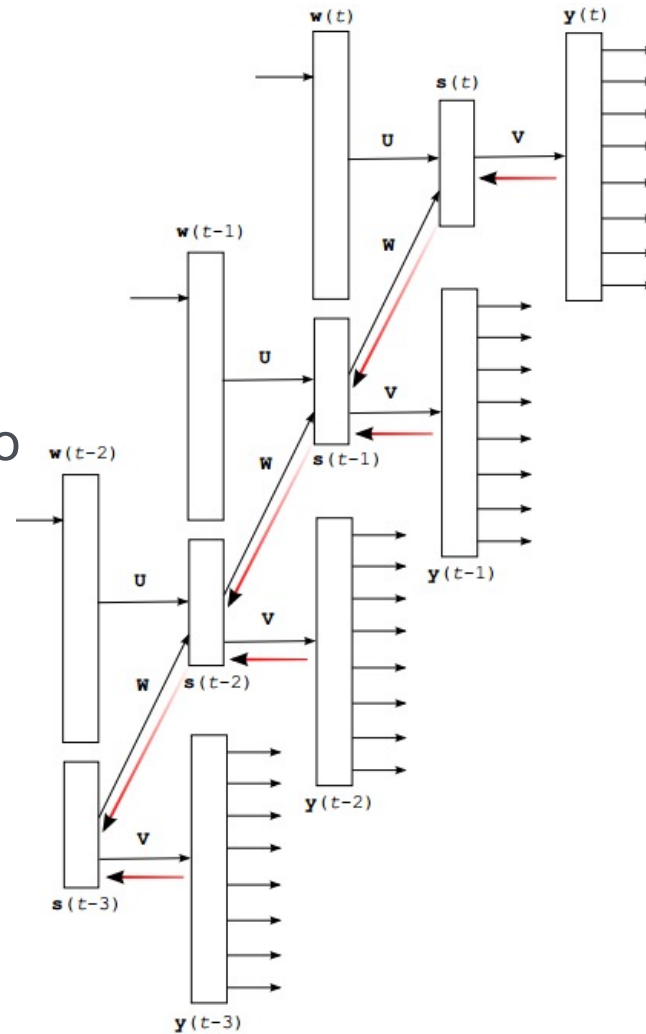 w(t)
y(t)
s(t)
U
V
w(t-1)
W
U
V
s(t-1)
w(t-2)
W
y(t-1)
U
V
s(t-2)
W
y(t-2)
V
s(t-3)
y(t-3)